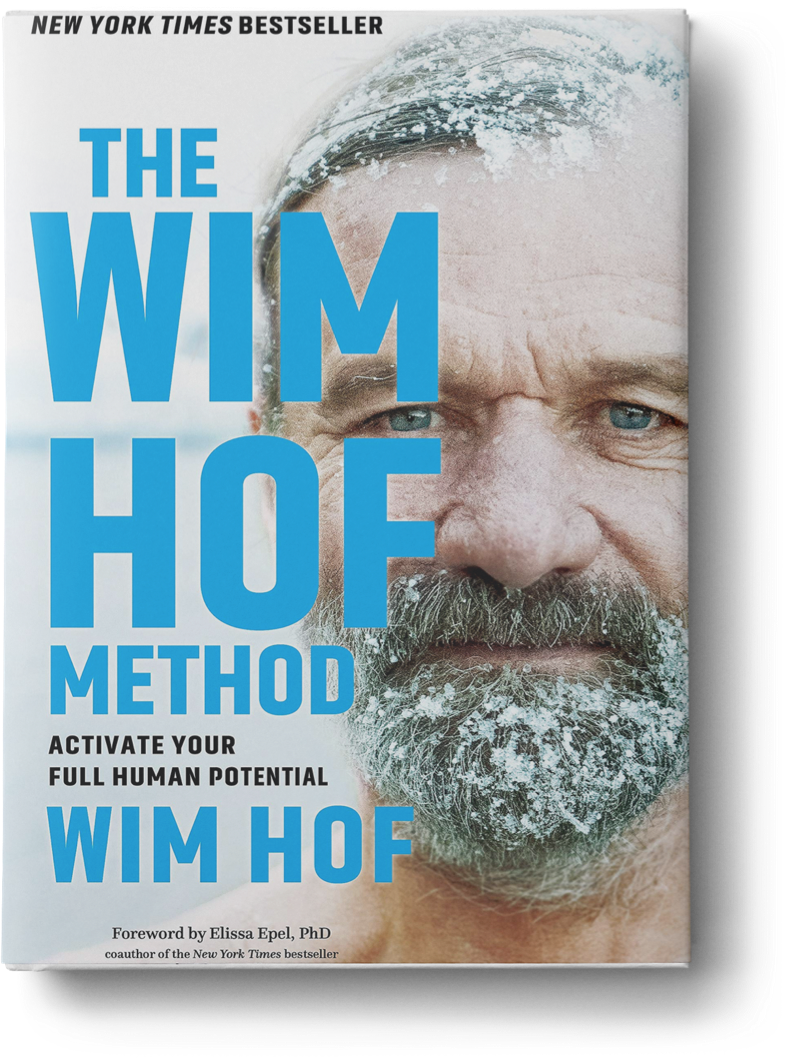 NEW YORK TIMES BESTSELLER
THE
WIM
HOF
METHOD
ACTIVATE YOUR
FULL HUMAN POTENTIAL
WIM HOF
Foreword by Elissa Epel, PhD
coauthor of the New York Times bestseller